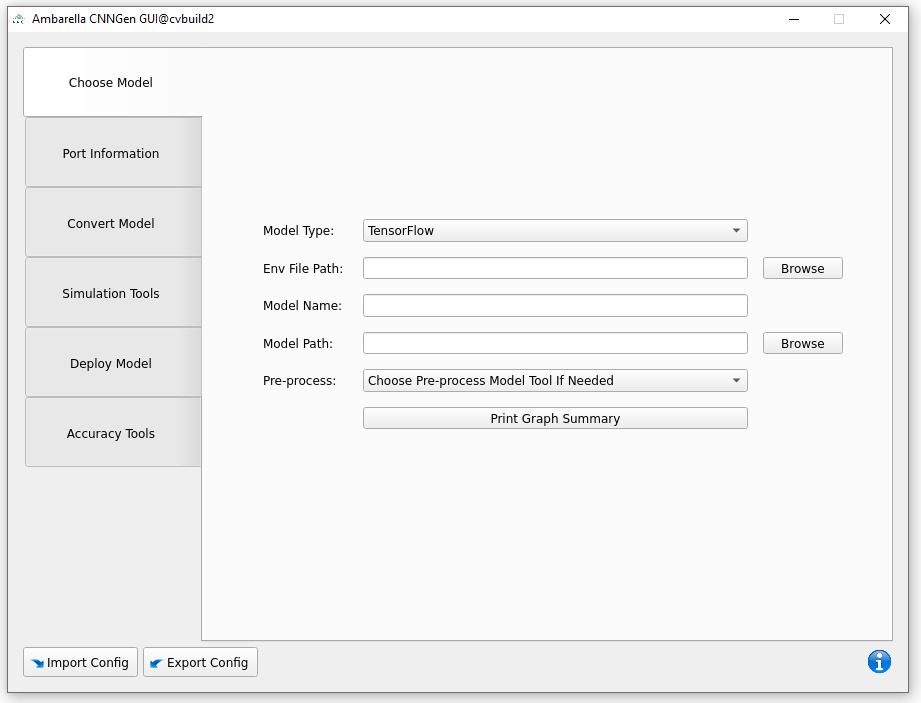 Ambarella CNNGen GUI@cvbuild2
Choose Model
Port Information
Convert Model
Simulation Tools
Deploy Model
Accuracy Tools
Model Type: TensorFlow
Env File Path: Browse
Model Name:
Model Path: Browse
Pre-process: Choose Pre-process Model Tool If Needed
Print Graph Summary
Import Config Export Config